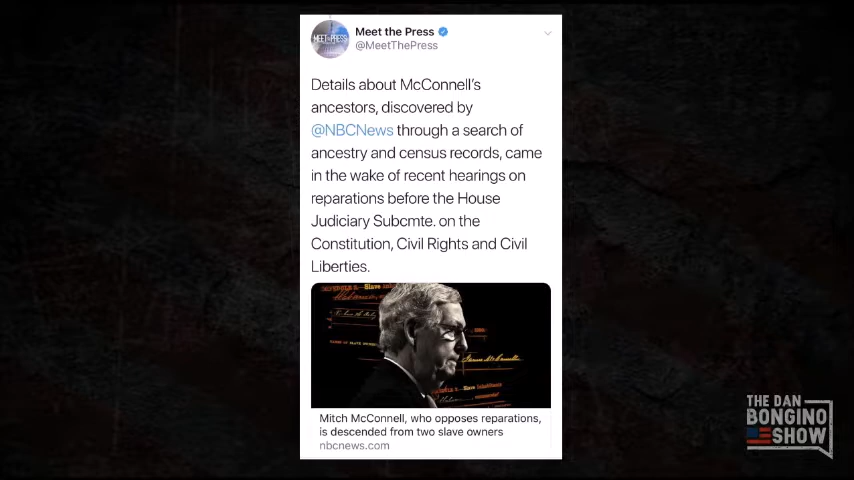 MEET THE PRESS
Meet the Press
@MeetThePress
Details about McConnell's
ancestors, discovered by
@NBCNews through a search of
ancestry and census records, came
in the wake of recent hearings on
reparations before the House
Judiciary Subcmte. on the
Constitution, Civil Rights and Civil
Liberties.
Mitch McConnell, who opposes reparations,
is descended from two slave owners
nbcnews.com
THE DAN
BONGINO
SHOW